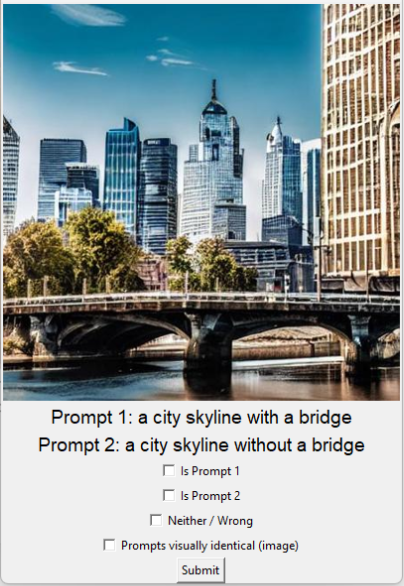 Prompt 1: a city skyline with a bridge
Prompt 2: a city skyline without a bridge
Is Prompt 1
Is Prompt 2
Neither / Wrong
Prompts visually identical (image)
Submit